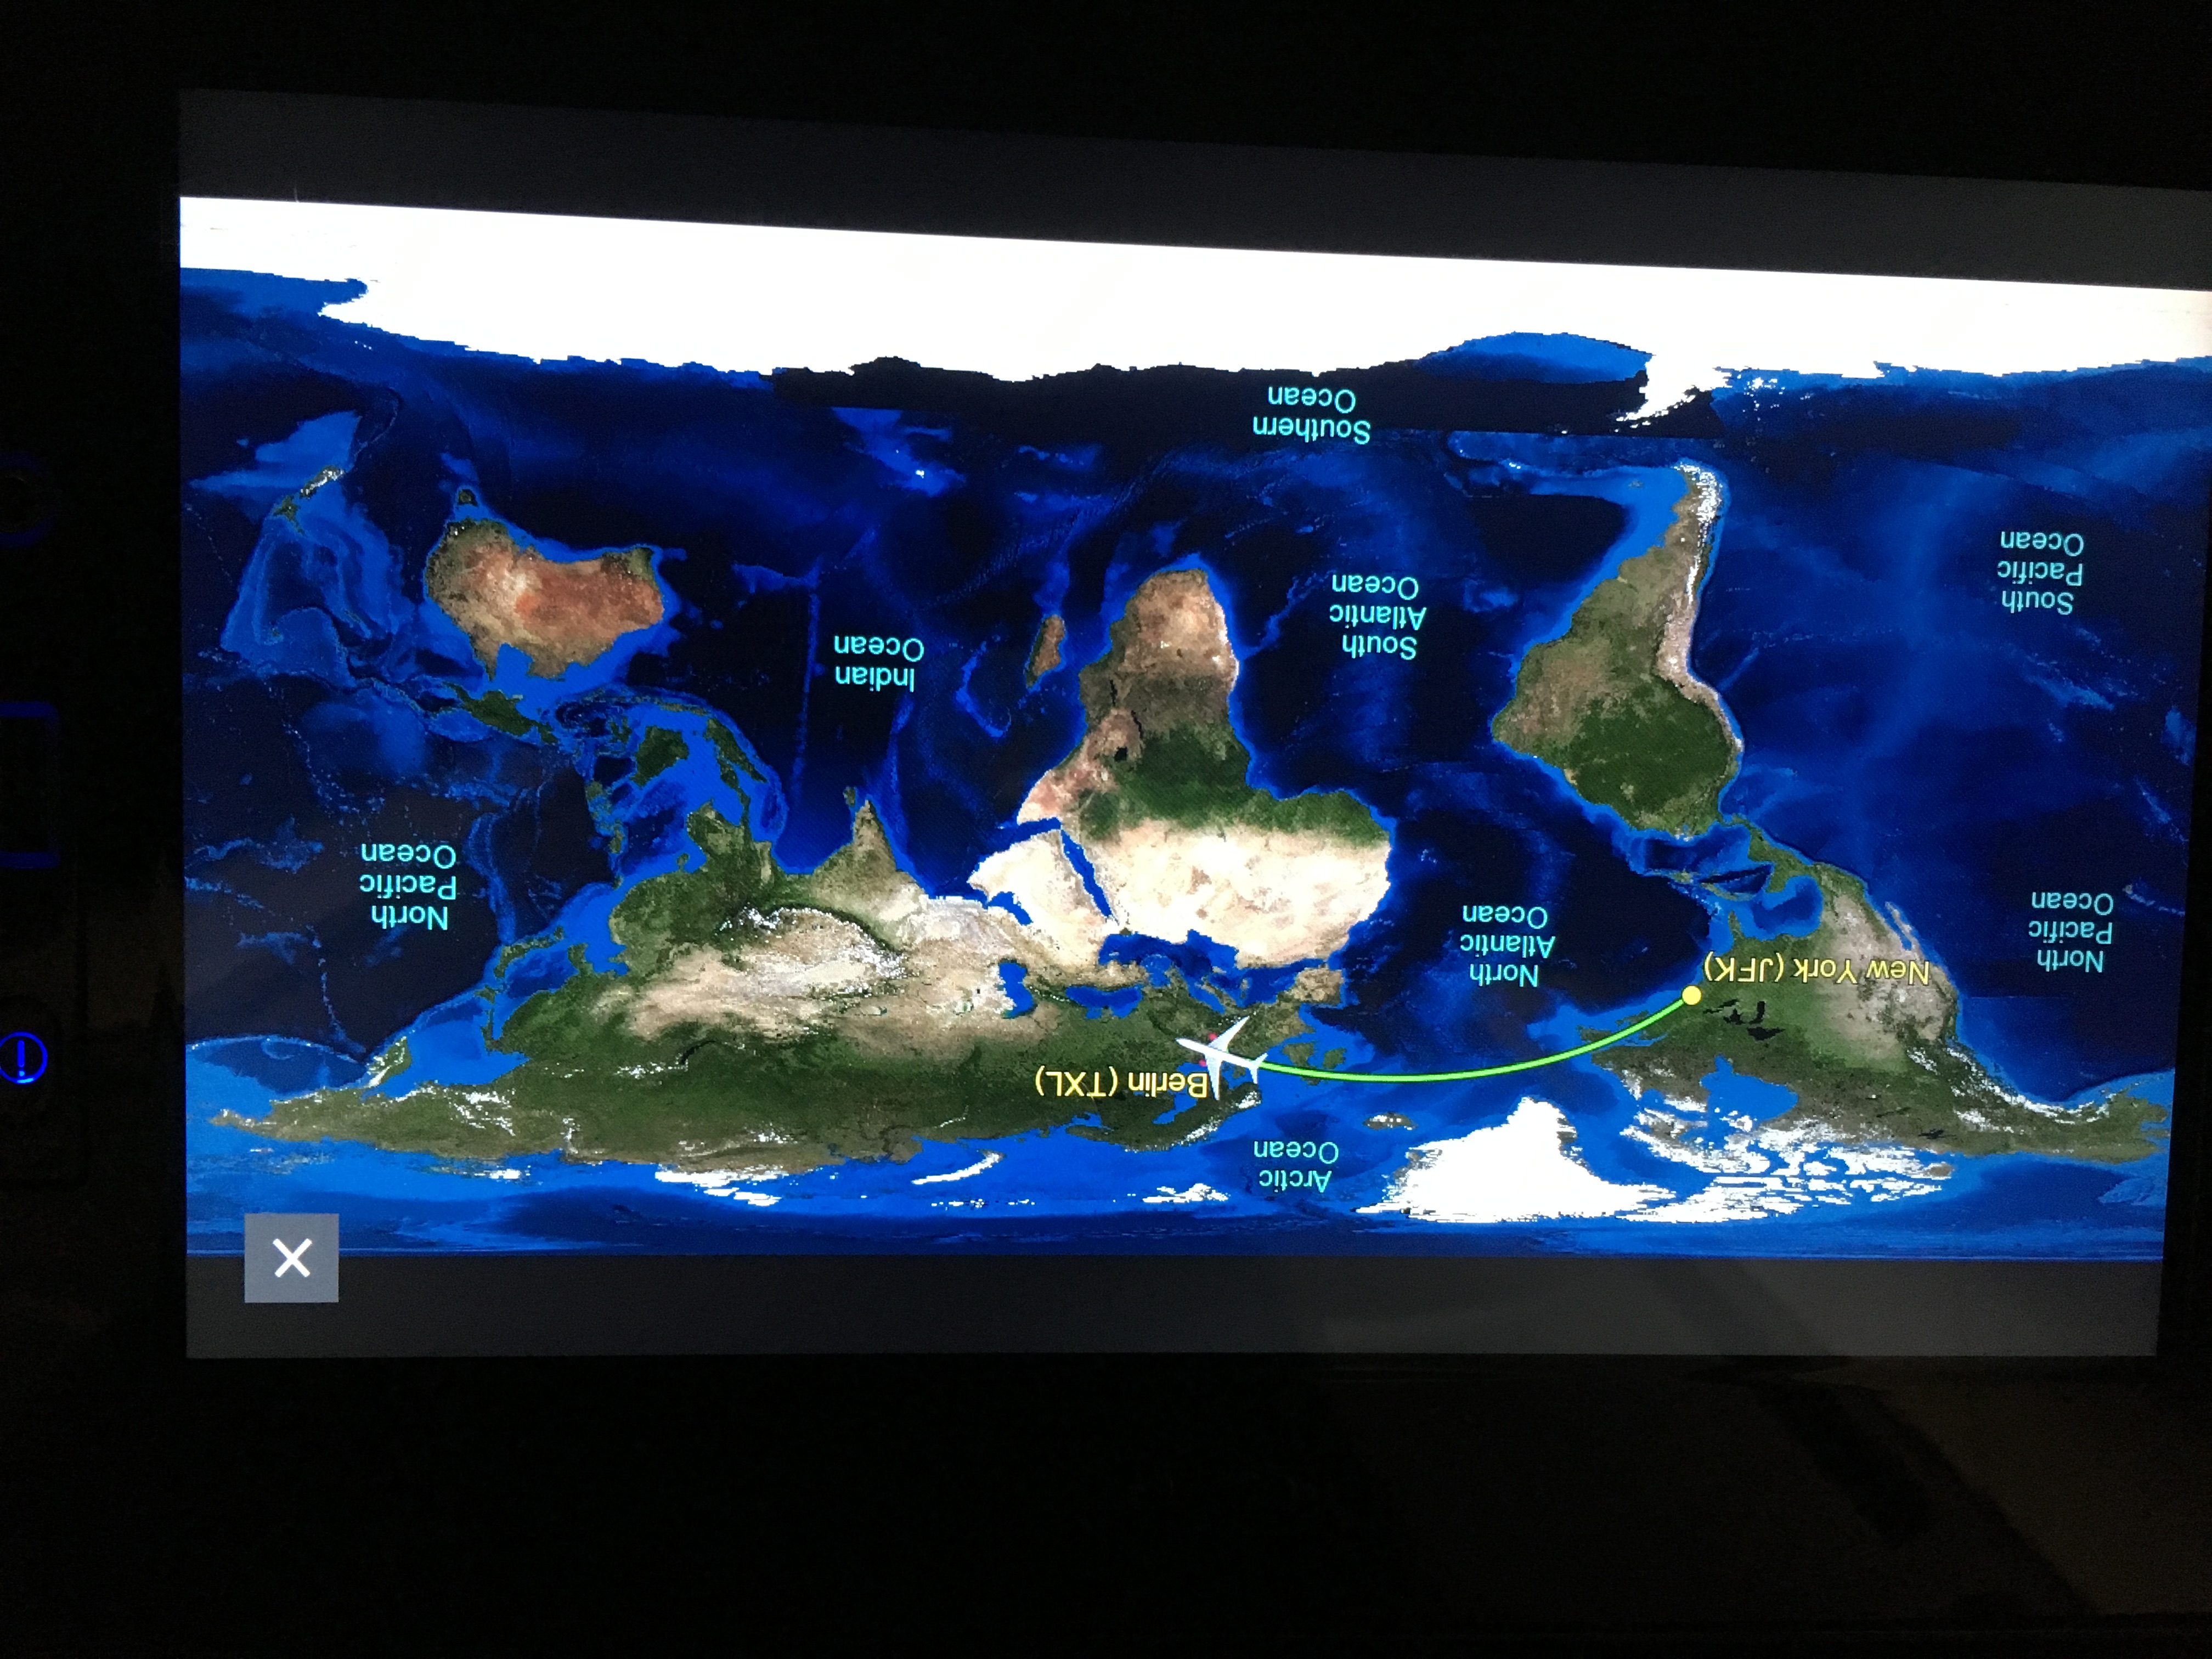 Arctic
Ocean
Berlin (TXL)
New York (JFK)
North
Pacific
Ocean
North
Atlantic
Ocean
North
Pacific
Ocean
Indian
Ocean
South
Atlantic
Ocean
South
Pacific
Ocean
Southern
Ocean